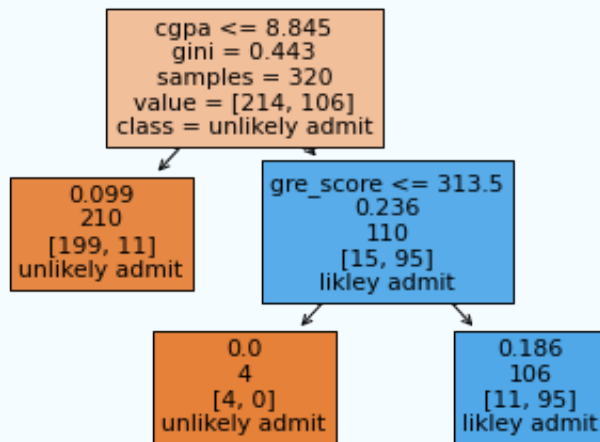 cgpa <= 8.845
gini = 0.443
samples = 320
value = [214, 106]
class = unlikely admit
0.099
210
[199, 11]
unlikely admit
gre_score <= 313.5
0.236
110
[15, 95]
likley admit
0.0
4
[4, 0]
unlikely admit
0.186
106
[11, 95]
likley admit